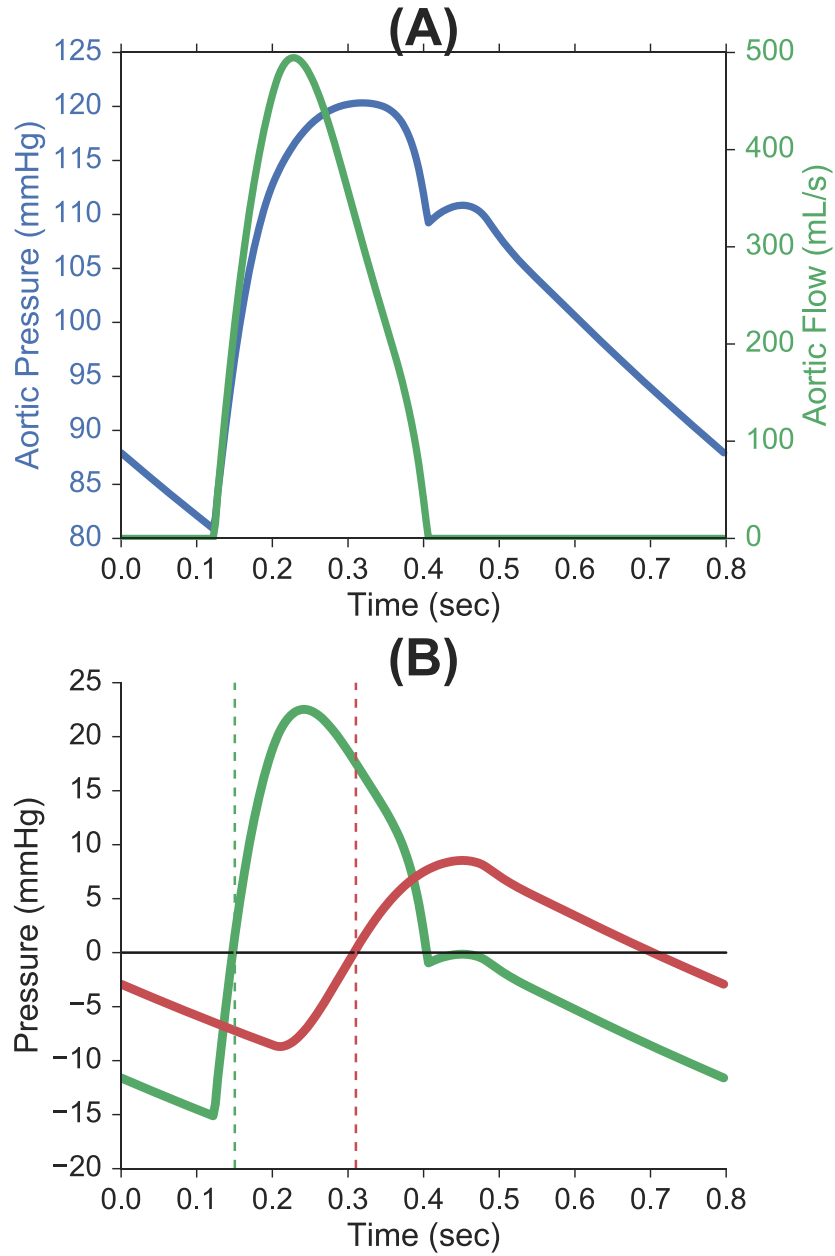 (A)
Aortic Pressure (mmHg)
125
120
115
110
105
100
95
90
85
80
500
400
300
200
100
0
Aortic Flow (mL/s)
0.0 0.1 0.2 0.3 0.4 0.5 0.6 0.7 0.8
Time (sec)
(B)
Pressure (mmHg)
25
20
15
10
5
0
−5
−10
−15
−20
0.0 0.1 0.2 0.3 0.4 0.5 0.6 0.7 0.8
Time (sec)